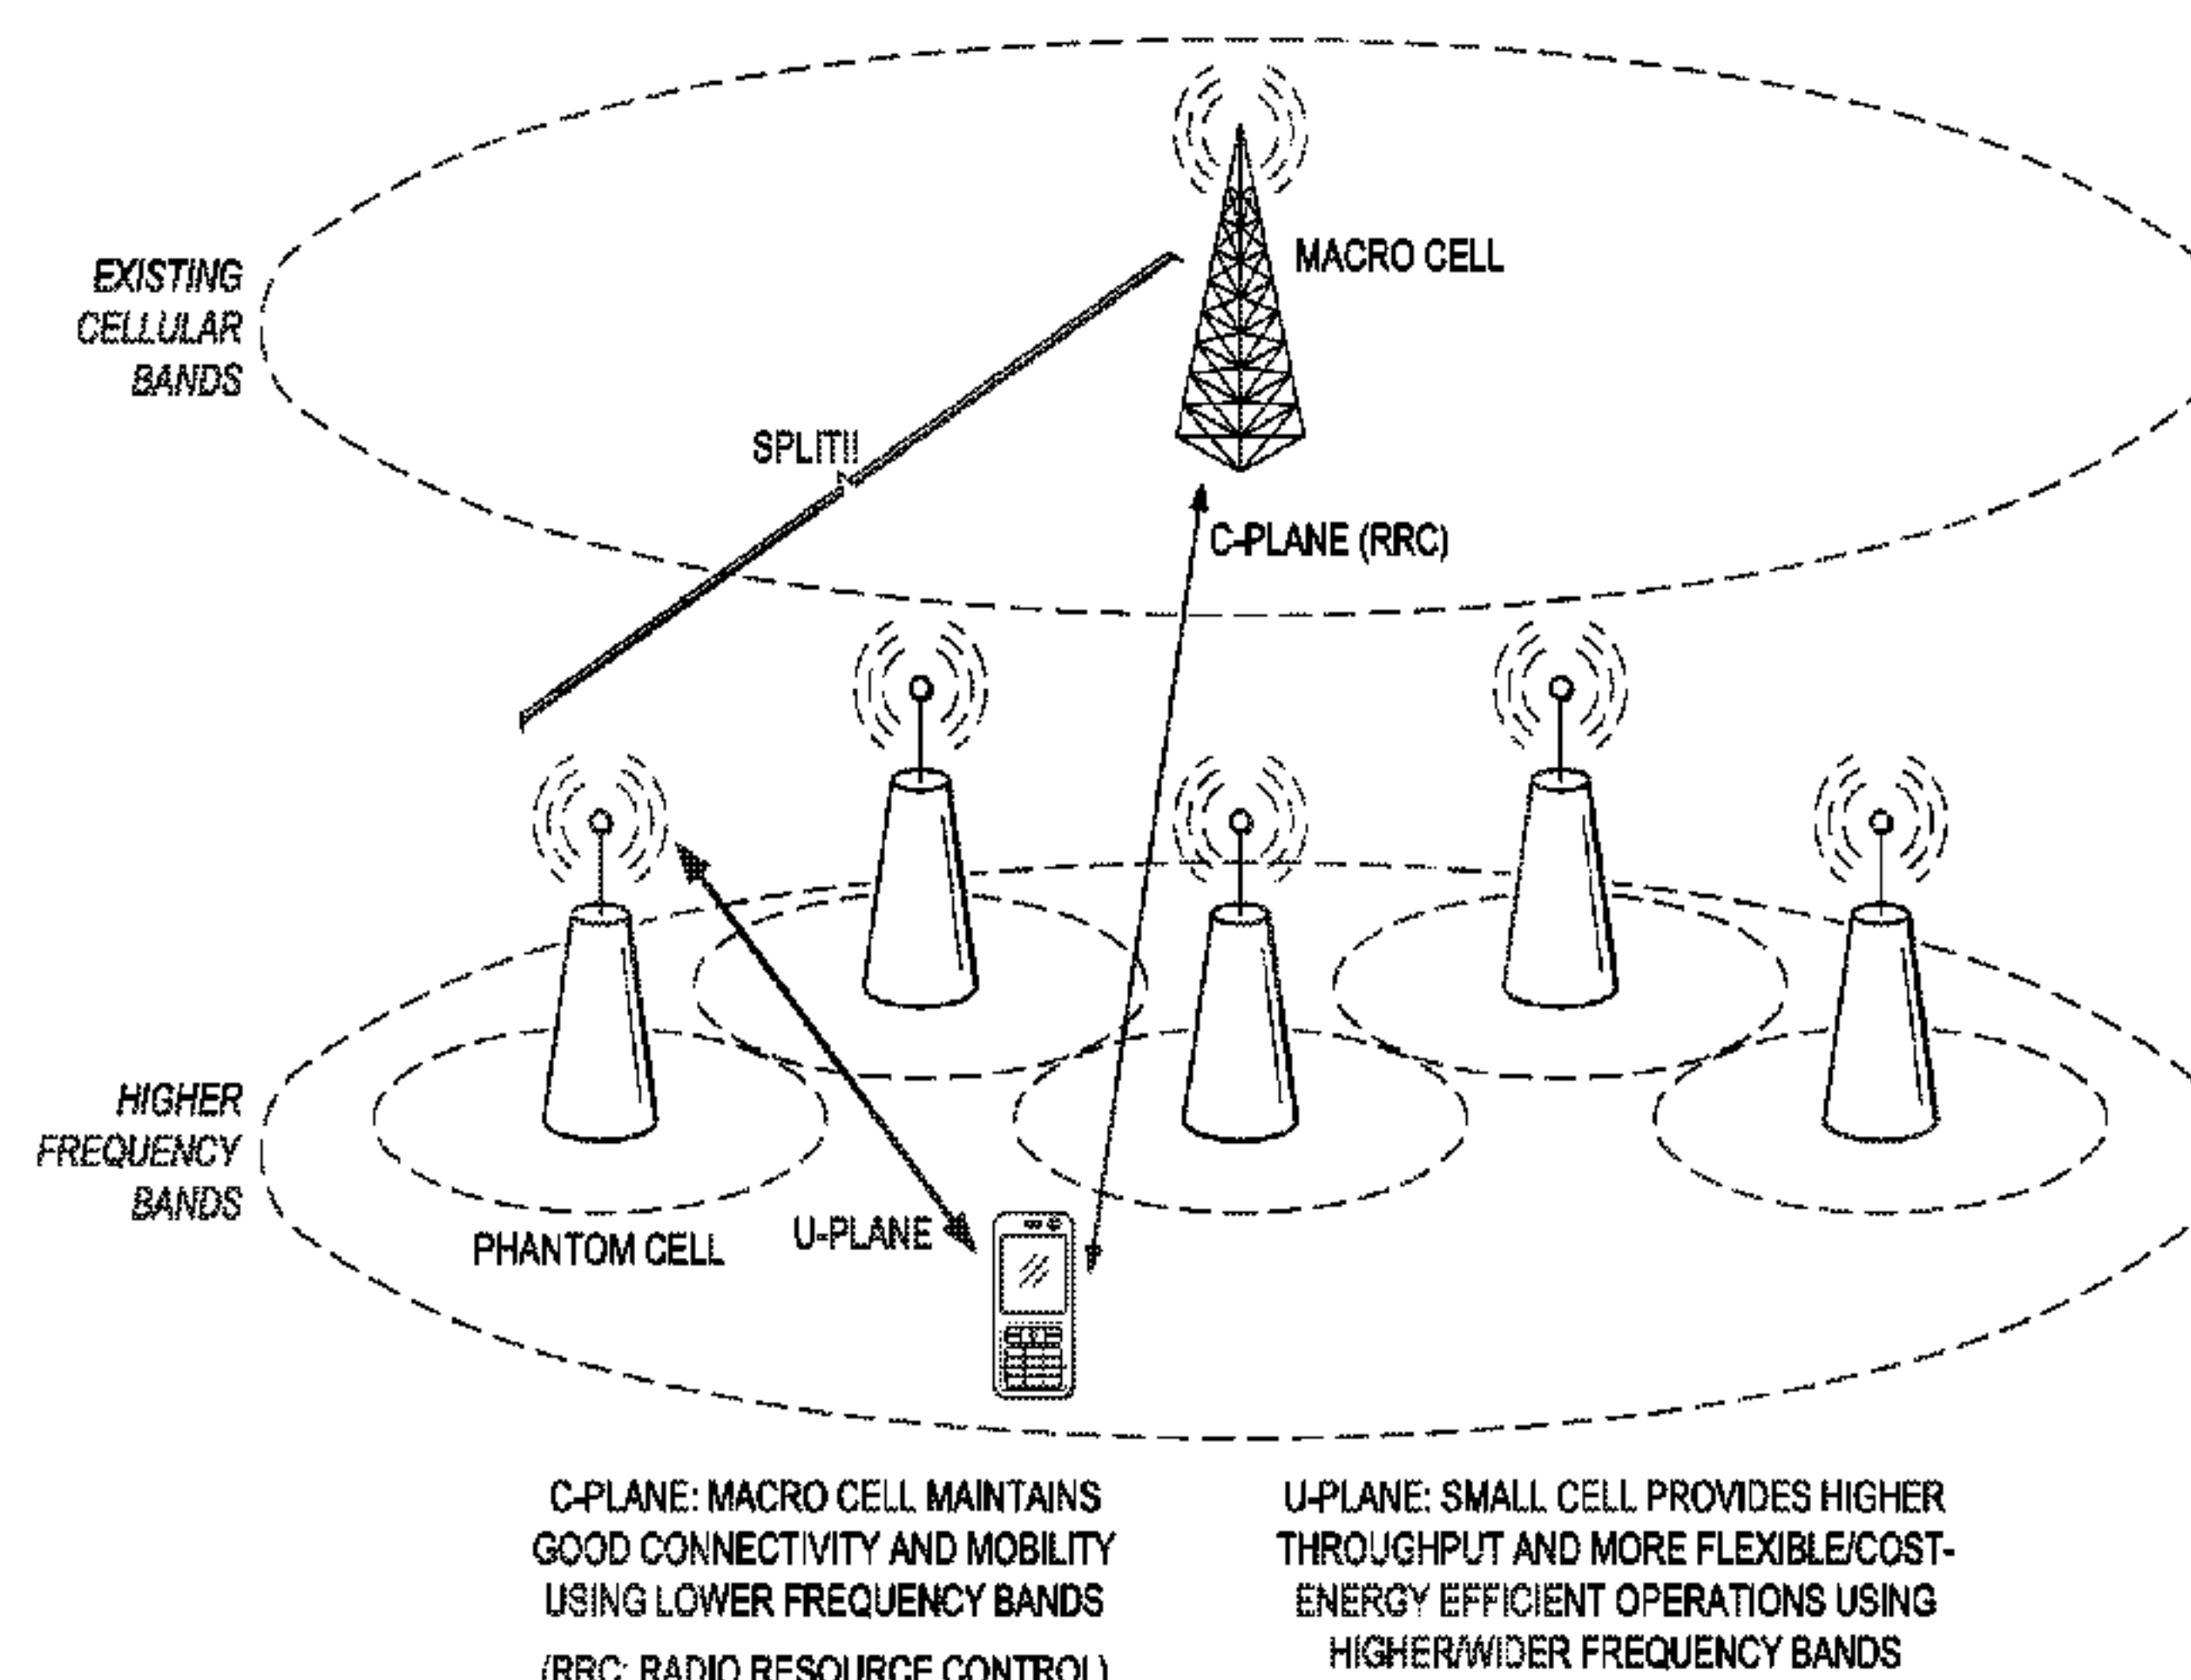 EXISTING
CELLULAR
BANDS
MACRO CELL
SPLIT!!
C-PLANE (RRC)
HIGHER
FREQUENCY
BANDS
PHANTOM CELL
U-PLANE
C-PLANE: MACRO CELL MAINTAINS
GOOD CONNECTIVITY AND MOBILITY
USING LOWER FREQUENCY BANDS
(RRC: RADIO RESOURCE CONTROL)
U-PLANE: SMALL CELL PROVIDES HIGHER
THROUGHPUT AND MORE FLEXIBLE/COST-
ENERGY EFFICIENT OPERATIONS USING
HIGHER/WIDER FREQUENCY BANDS